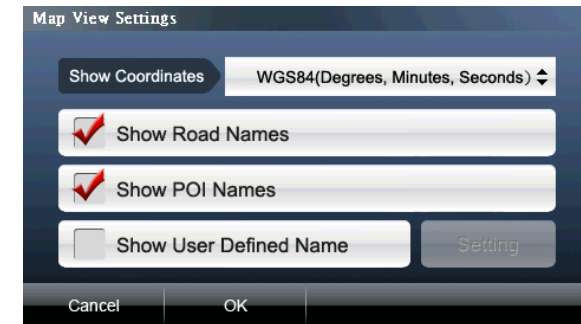 Map View Settings
Show Coordinates WGS84(Degrees, Minutes, Seconds)
Show Road Names
Show POI Names
Show User Defined Name Setting
Cancel OK